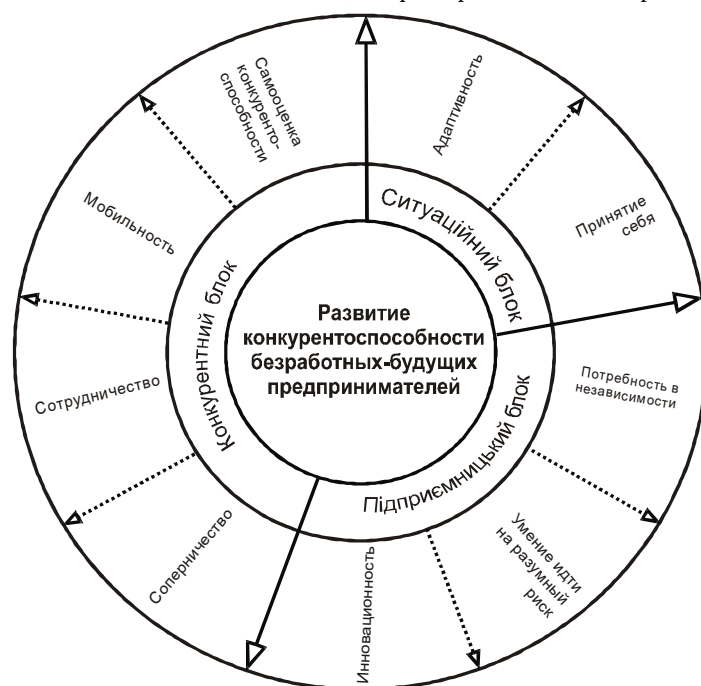 Самооценка
конкуренто-
способности
Адаптивность
Принятие
себя
Мобильность
Ситуаційний блок
Конкурентний блок
Развитие
конкурентоспособности
безработных-будущих
предпринимателей
Потребность в
независимости
Сотрудничество
Підприємницький блок
Умение идти
на разумный
риск
Соперничество
Инновационность